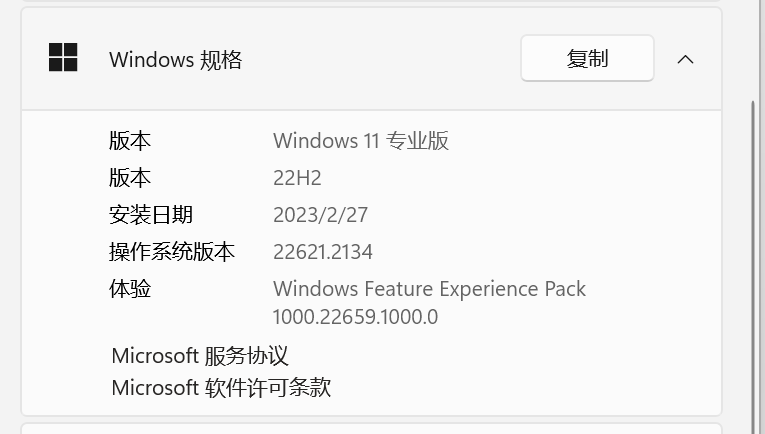 Windows 规格
复制
版本 Windows 11 专业版
版本 22H2
安装日期 2023/2/27
操作系统版本 22621.2134
体验 Windows Feature Experience Pack
1000.22659.1000.0
Microsoft 服务协议
Microsoft 软件许可条款